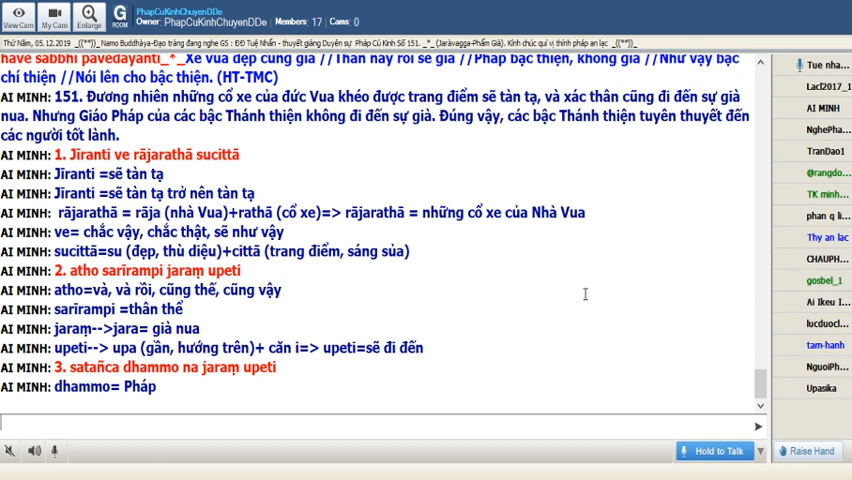 View Cam
My Cam
Enlarge
G
ROOM
PhapCuKinhChuyenDDe
Owner: PhapCuKinhChuyenDDe Members: 17 Cams: 0
Thứ Năm, 05.12.2019 _((**))_ Namo Buddhàya-Đạo tràng đang nghe GS : ĐĐ Tuệ Nhẫn - thuyết giảng Duyên sự Pháp Cú Kinh Số 151. _*_ (Jaràvagga-Phẩm Già). Kính chúc quí vị thính pháp an lạc _((**))_
have sabbhi pavedayanti_*_Xe vua đẹp cũng già //Thân này rồi sẽ già //Pháp bậc thiện, không già //Như vậy bậc
chí thiện //Nói lên cho bậc thiện. (HT-TMC)
AI MINH: 151. Đương nhiên những cổ xe của đức Vua khéo được trang điểm sẽ tàn tạ, và xác thân cũng đi đến sự già
nua. Nhưng Giáo Pháp của các bậc Thánh thiện không đi đến sự già. Đúng vậy, các bậc Thánh thiện tuyên thuyết đến
các người tốt lành.
AI MINH: 1. Jīranti ve rājarathā sucittā
AI MINH: Jīranti =sẽ tàn tạ
AI MINH: Jīranti =sẽ tàn tạ trở nên tàn tạ
AI MINH: rājarathā = rāja (nhà Vua)+rathā (cổ xe)=> rājarathā = những cổ xe của Nhà Vua
AI MINH: ve= chắc vậy, chắc thật, sẽ như vậy
AI MINH: sucittā=su (đẹp, thù diệu)+cittā (trang điểm, sáng sủa)
AI MINH: 2. atho sarīrampi jaraṃ upeti
AI MINH: atho=và, và rồi, cũng thế, cũng vậy
AI MINH: sarīrampi =thân thể
AI MINH: jaraṃ-->jara= già nua
AI MINH: upeti--> upa (gần, hướng trên)+ căn i=> upeti=sẽ đi đến
AI MINH: 3. satañca dhammo na jaraṃ upeti
AI MINH: dhammo= Pháp
Tue nha...
Lacl2017_1
AI MINH
NghePha...
TranDao1
@rangdo...
TK minh...
phan q li...
Thy an lac
CHAUPH...
gosbel_1
Ai Ikeu I...
lucduocl...
tam-hanh
NguoiPh...
Upasika
Hold to Talk
Raise Hand